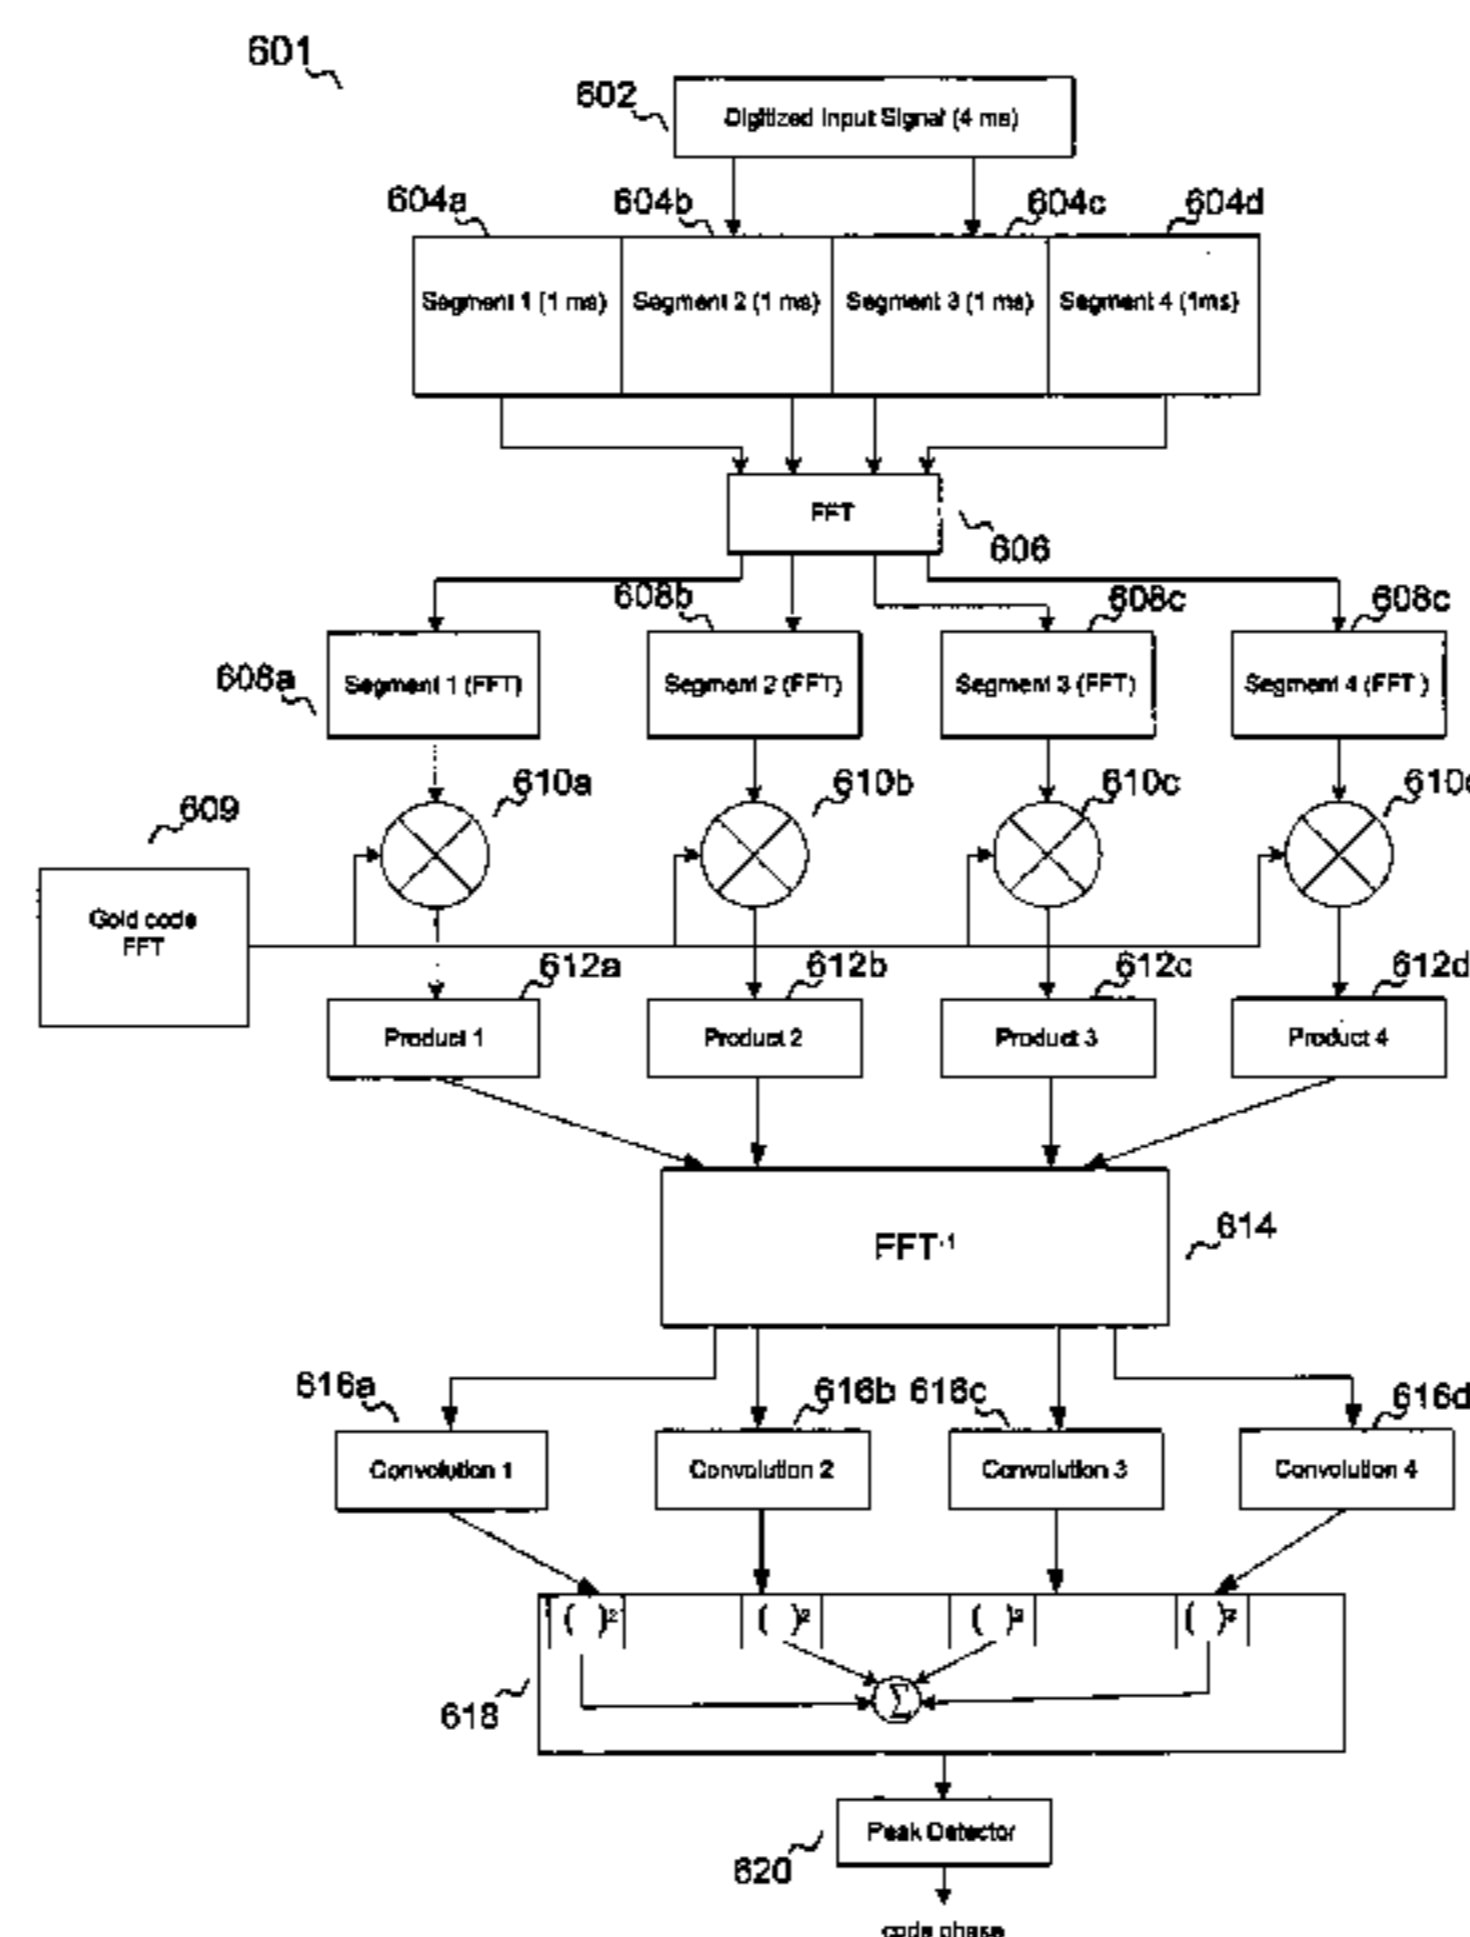 601
602
Digitized Input Signal (4 ms)
604a
604b
604c
604d
Segment 1 (1 ms)
Segment 2 (1 ms)
Segment 3 (1 ms)
Segment 4 (1ms)
FFT
606
608b
608c
608c
608a
Segment 1 (FFT)
Segment 2 (FFT)
Segment 3 (FFT)
Segment 4 (FFT )
610a
610b
610c
609
Gold code
FFT
612a
612b
612c
612d
Product 1
Product 2
Product 3
Product 4
FFT-1
614
616a
616b
616c
616d
Convolution 1
Convolution 2
Convolution 3
Convolution 4
( )2
( )2
( )2
( )2
Σ
618
Peak Detector
620
code phase